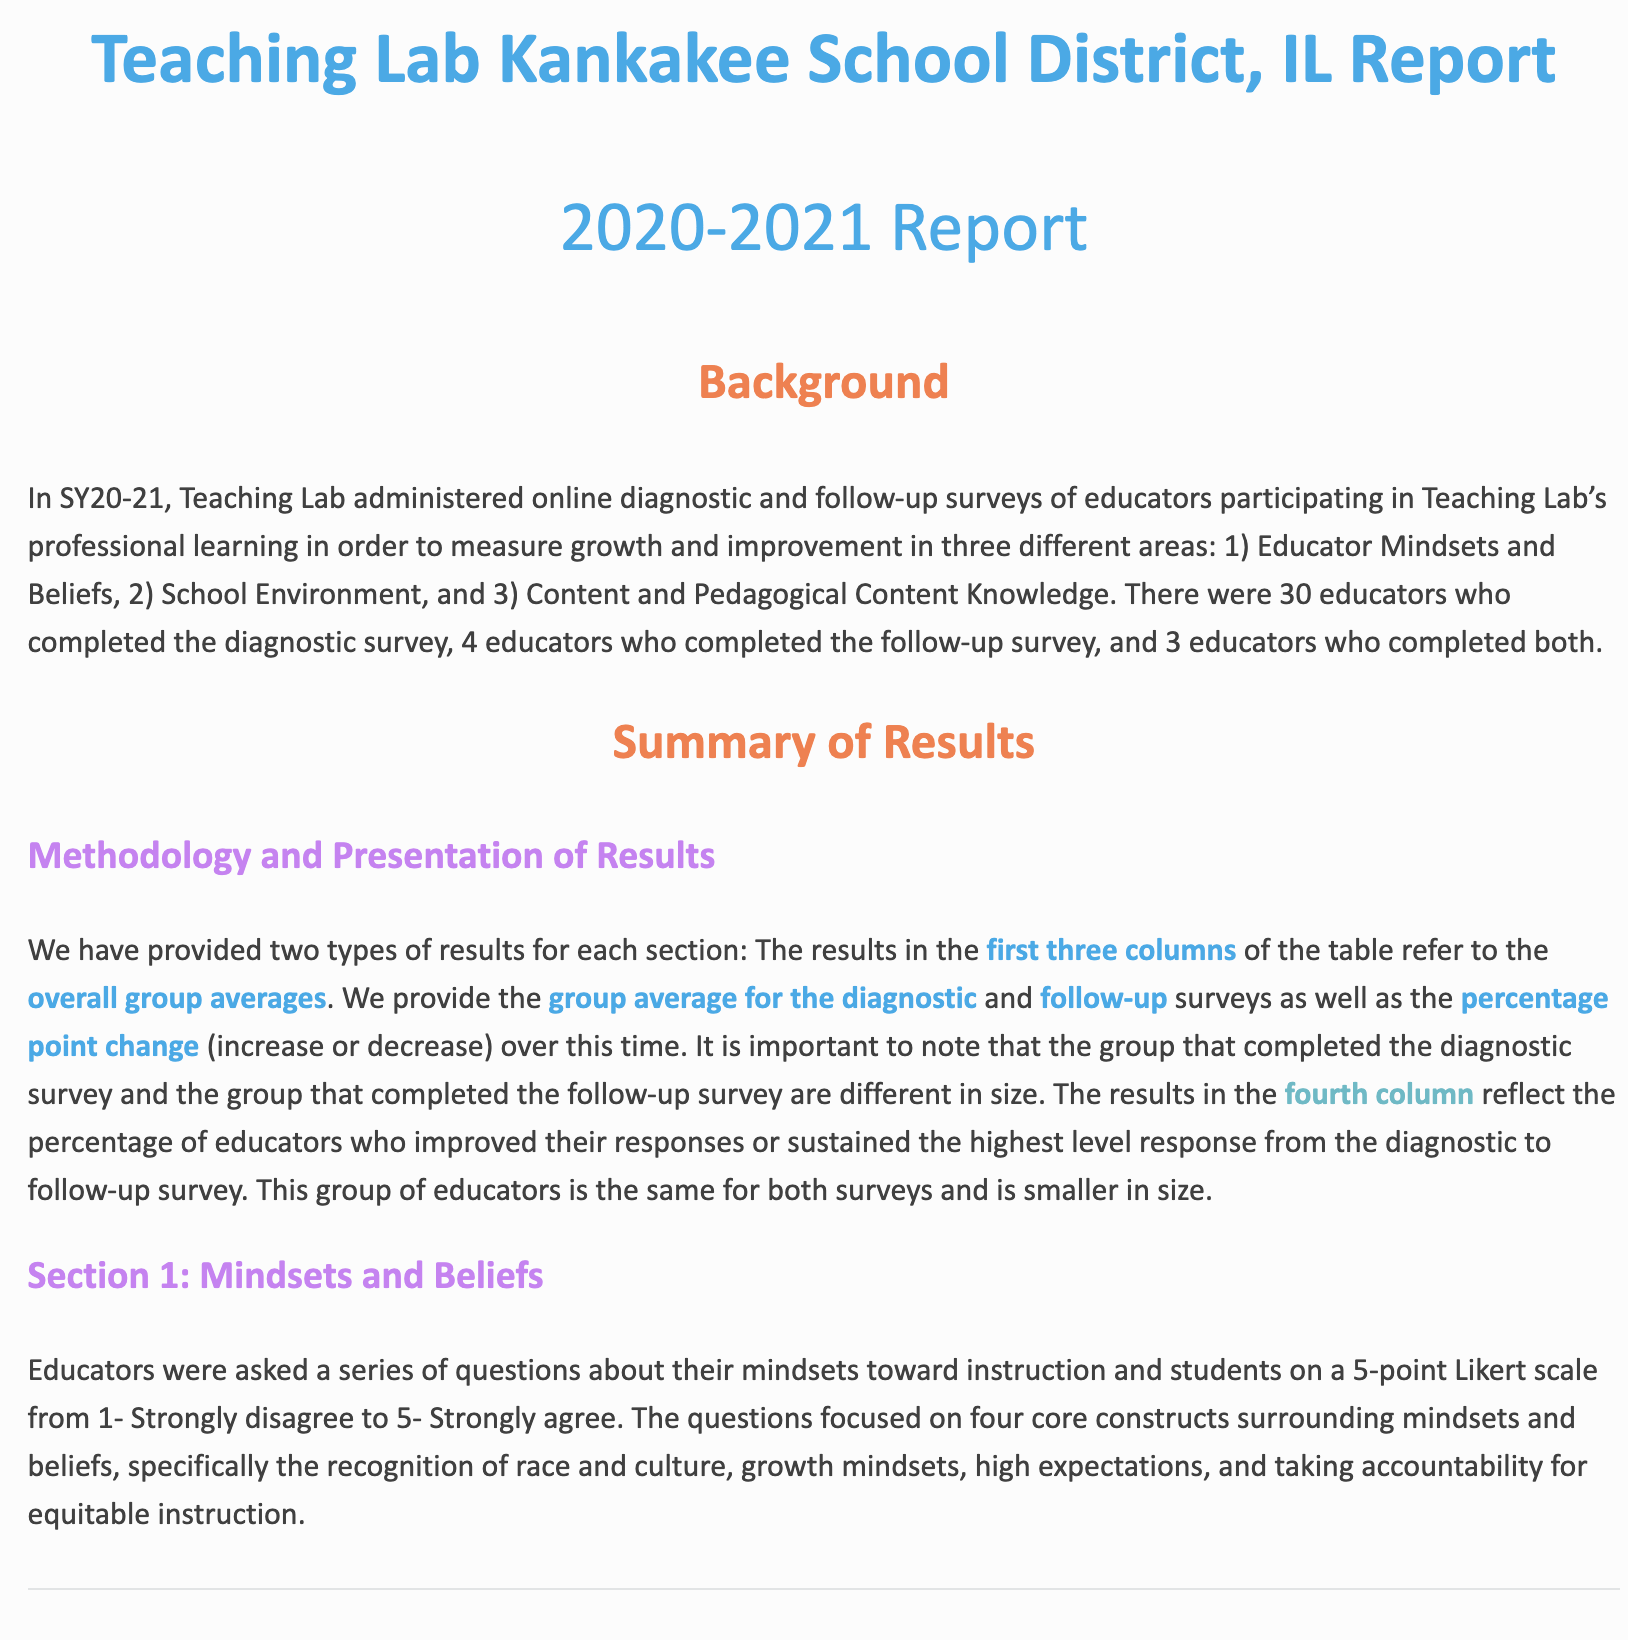 Teaching Lab Kankakee School District, IL Report
2020-2021 Report
Background
In SY20-21, Teaching Lab administered online diagnostic and follow-up surveys of educators participating in Teaching Lab’s
professional learning in order to measure growth and improvement in three different areas: 1) Educator Mindsets and
Beliefs, 2) School Environment, and 3) Content and Pedagogical Content Knowledge. There were 30 educators who
completed the diagnostic survey, 4 educators who completed the follow-up survey, and 3 educators who completed both.
Summary of Results
Methodology and Presentation of Results
We have provided two types of results for each section: The results in the first three columns of the table refer to the
overall group averages. We provide the group average for the diagnostic and follow-up surveys as well as the percentage
point change (increase or decrease) over this time. It is important to note that the group that completed the diagnostic
survey and the group that completed the follow-up survey are different in size. The results in the fourth column reflect the
percentage of educators who improved their responses or sustained the highest level response from the diagnostic to
follow-up survey. This group of educators is the same for both surveys and is smaller in size.
Section 1: Mindsets and Beliefs
Educators were asked a series of questions about their mindsets toward instruction and students on a 5-point Likert scale
from 1- Strongly disagree to 5- Strongly agree. The questions focused on four core constructs surrounding mindsets and
beliefs, specifically the recognition of race and culture, growth mindsets, high expectations, and taking accountability for
equitable instruction.